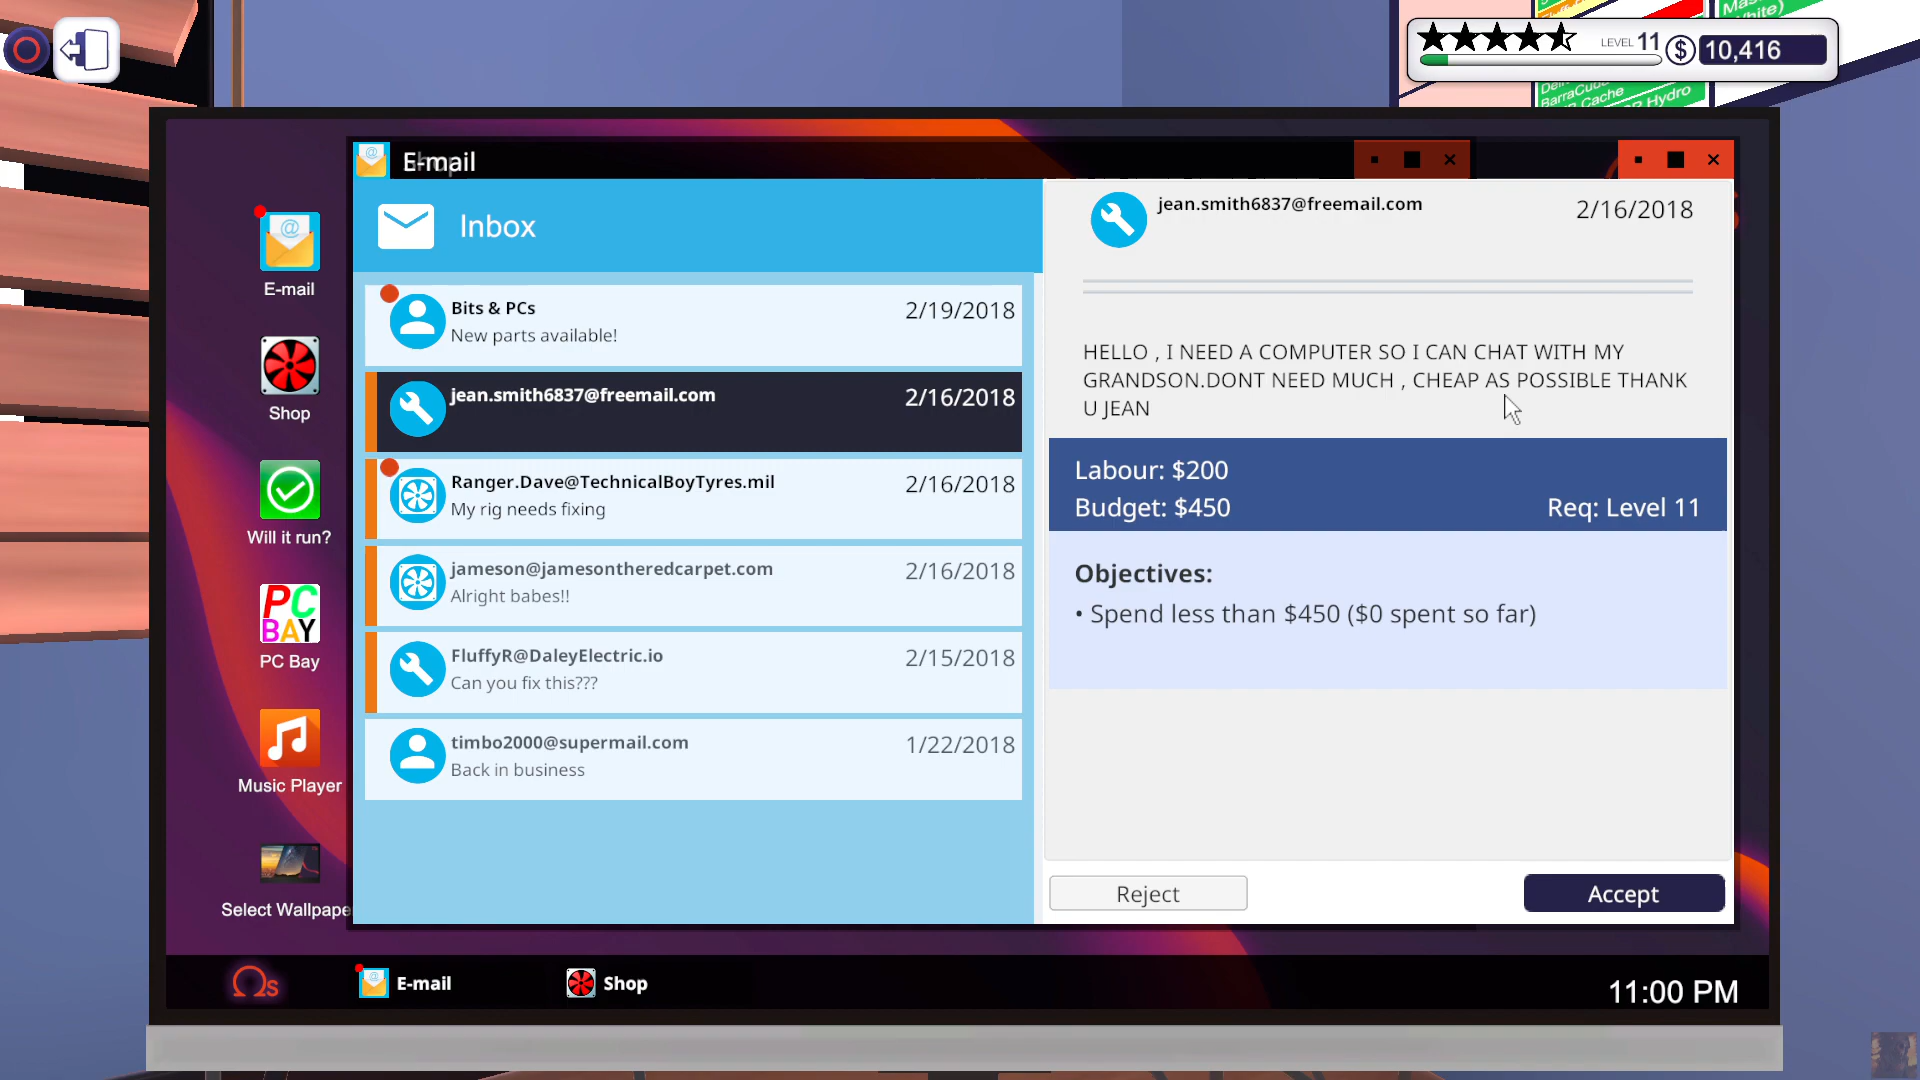 LEVEL 11
$ 10,416
White)
BarraCuda
Cache
Hydro
E-mail
Inbox
Bits & PCs
2/19/2018
New parts available!
jean.smith6837@freemail.com
2/16/2018
Ranger.Dave@TechnicalBoyTyres.mil
2/16/2018
My rig needs fixing
jameson@jamesontheredcarpet.com
2/16/2018
Alright babes!!
FluffyR@DaleyElectric.io
2/15/2018
Can you fix this???
timbo2000@supermail.com
1/22/2018
Back in business
jean.smith6837@freemail.com
2/16/2018
HELLO , I NEED A COMPUTER SO I CAN CHAT WITH MY
GRANDSON.DONT NEED MUCH , CHEAP AS POSSIBLE THANK
U JEAN
Labour: $200
Budget: $450
Req: Level 11
Objectives:
• Spend less than $450 ($0 spent so far)
Reject
Accept
E-mail
Shop
Will it run?
PC
BAY
PC Bay
Music Player
Select Wallpape
Ωs
E-mail
Shop
11:00 PM